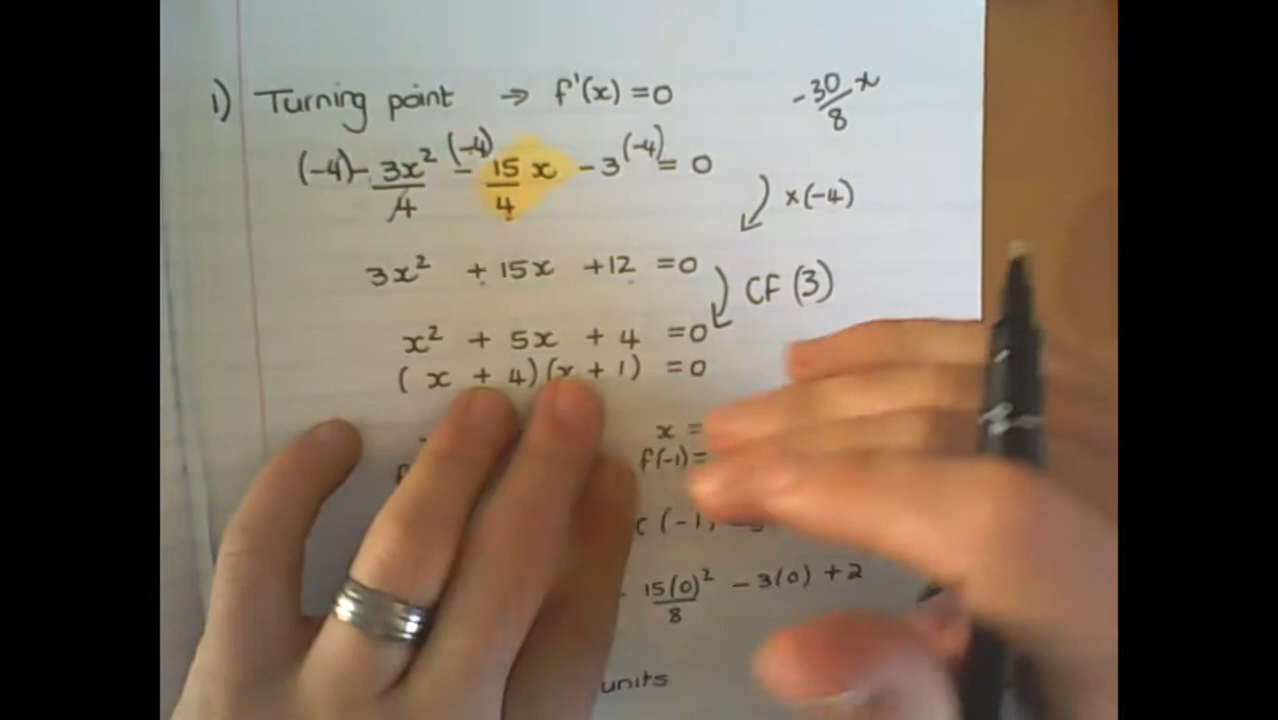 1) Turning point → f'(x) = 0
-30/8 x
(-4) - 3x²/4 (-4) - 15/4 x - 3 (-4) = 0
x (-4)
3x² + 15x + 12 = 0
CF (3)
x² + 5x + 4 = 0
(x + 4)(x + 1) = 0
x =
f(-1) =
c (-1,
15(0)²/8 - 3(0) + 2
units